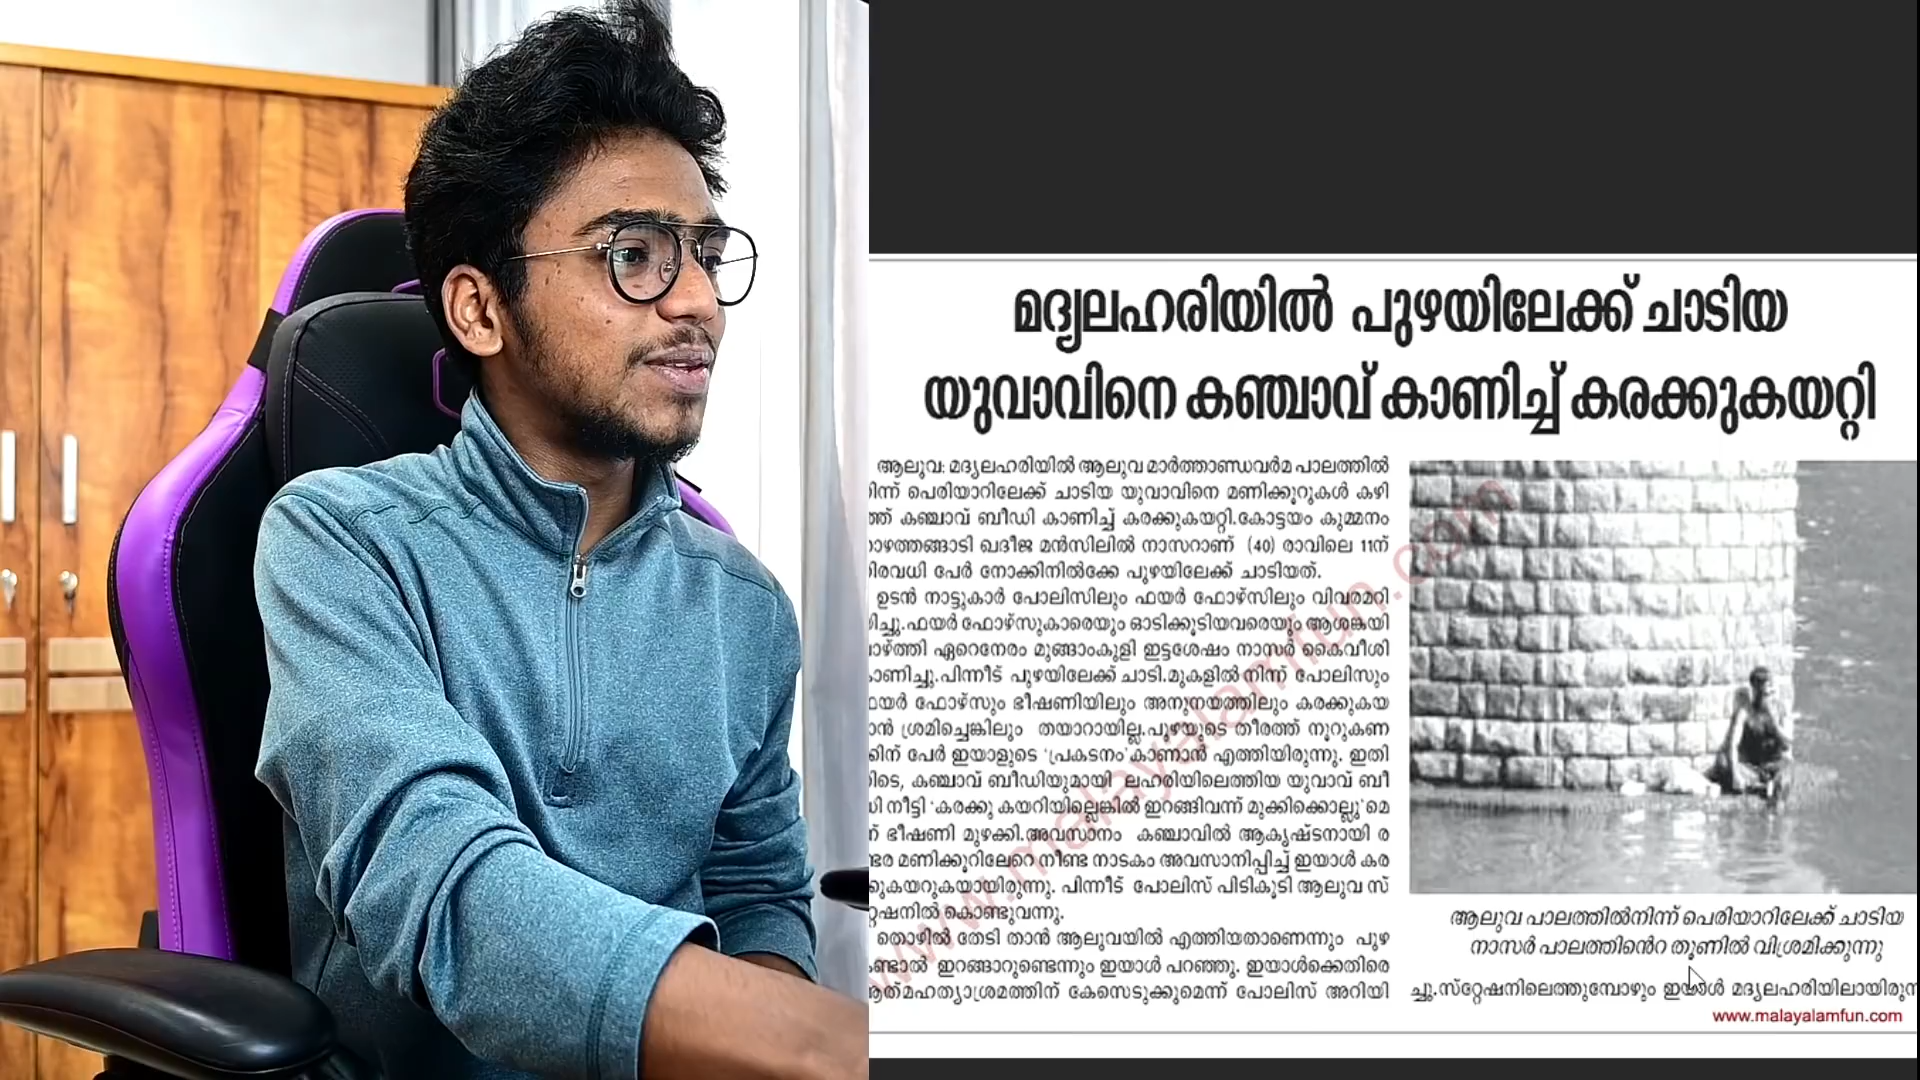 മദ്യലഹരിയിൽ പുഴയിലേക്ക് ചാടിയ
യുവാവിനെ കഞ്ചാവ് കാണിച്ച് കരക്കുകയറ്റി
ആലുവ: മദ്യലഹരിയിൽ ആലുവ മാർത്താണ്ഡവർമ പാലത്തിൽ
ിന്ന് പെരിയാറിലേക്ക് ചാടിയ യുവാവിനെ മണിക്കൂറുകൾ കഴി
ത്ത് കഞ്ചാവ് ബീഡി കാണിച്ച് കരക്കുകയറ്റി.കോട്ടയം കുമ്മനം
ാഴത്തങ്ങാടി ഖദീജ മൻസിലിൽ നാസറാണ് (40) രാവിലെ 11ന്
ിരവധി പേർ നോക്കിനിൽക്കേ പുഴയിലേക്ക് ചാടിയത്.
ഉടൻ നാട്ടുകാർ പോലിസിലും ഫയർ ഫോഴ്സിലും വിവരമറി
ിച്ചു.ഫയർ ഫോഴ്സുകാരെയും ഓടിക്കൂടിയവരെയും ആശങ്കയി
ാഴ്ത്തി ഏറെനേരം മുങ്ങാംകുളി ഇട്ടശേഷം നാസർ കൈവീശി
ാണിച്ചു.പിന്നീട് പുഴയിലേക്ക് ചാടി.മുകളിൽ നിന്ന് പോലിസും
ഫയർ ഫോഴ്സും ഭീഷണിയിലും അനുനയത്തിലും കരക്കുകയ
ാൻ ശ്രമിച്ചെങ്കിലും തയാറായില്ല.പുഴയുടെ തീരത്ത് നൂറുകണ
ിന് പേർ ഇയാളുടെ 'പ്രകടനം' കാണാൻ എത്തിയിരുന്നു. ഇതി
ിടെ, കഞ്ചാവ് ബീഡിയുമായി ലഹരിയിലെത്തിയ യുവാവ് ബീ
ി നീട്ടി 'കരക്കു കയറിയില്ലെങ്കിൽ ഇറങ്ങിവന്ന് മുക്കിക്കൊല്ലു'മെ
ന് ഭീഷണി മുഴക്കി.അവസാനം കഞ്ചാവിൽ ആകൃഷ്ടനായി ര
ണ്ടര മണിക്കൂറിലേറെ നീണ്ട നാടകം അവസാനിപ്പിച്ച് ഇയാൾ കര
ക്കുകയറുകയായിരുന്നു. പിന്നീട് പോലിസ് പിടികൂടി ആലുവ സ്
റ്റേഷനിൽ കൊണ്ടുവന്നു.
തൊഴിൽ തേടി താൻ ആലുവയിൽ എത്തിയതാണെന്നും പുഴ
കണ്ടാൽ ഇറങ്ങാറുണ്ടെന്നും ഇയാൾ പറഞ്ഞു. ഇയാൾക്കെതിരെ
ആത്മഹത്യാശ്രമത്തിന് കേസെടുക്കുമെന്ന് പോലിസ് അറിയി
ആലുവ പാലത്തിൽനിന്ന് പെരിയാറിലേക്ക് ചാടിയ
നാസർ പാലത്തിൻെറ തൂണിൽ വിശ്രമിക്കുന്നു
ച്ചു.സ്റ്റേഷനിലെത്തുമ്പോഴും ഇയാൾ മദ്യലഹരിയിലായിരുന്ന
www.malayalamfun.com
www.malayalamfun.com